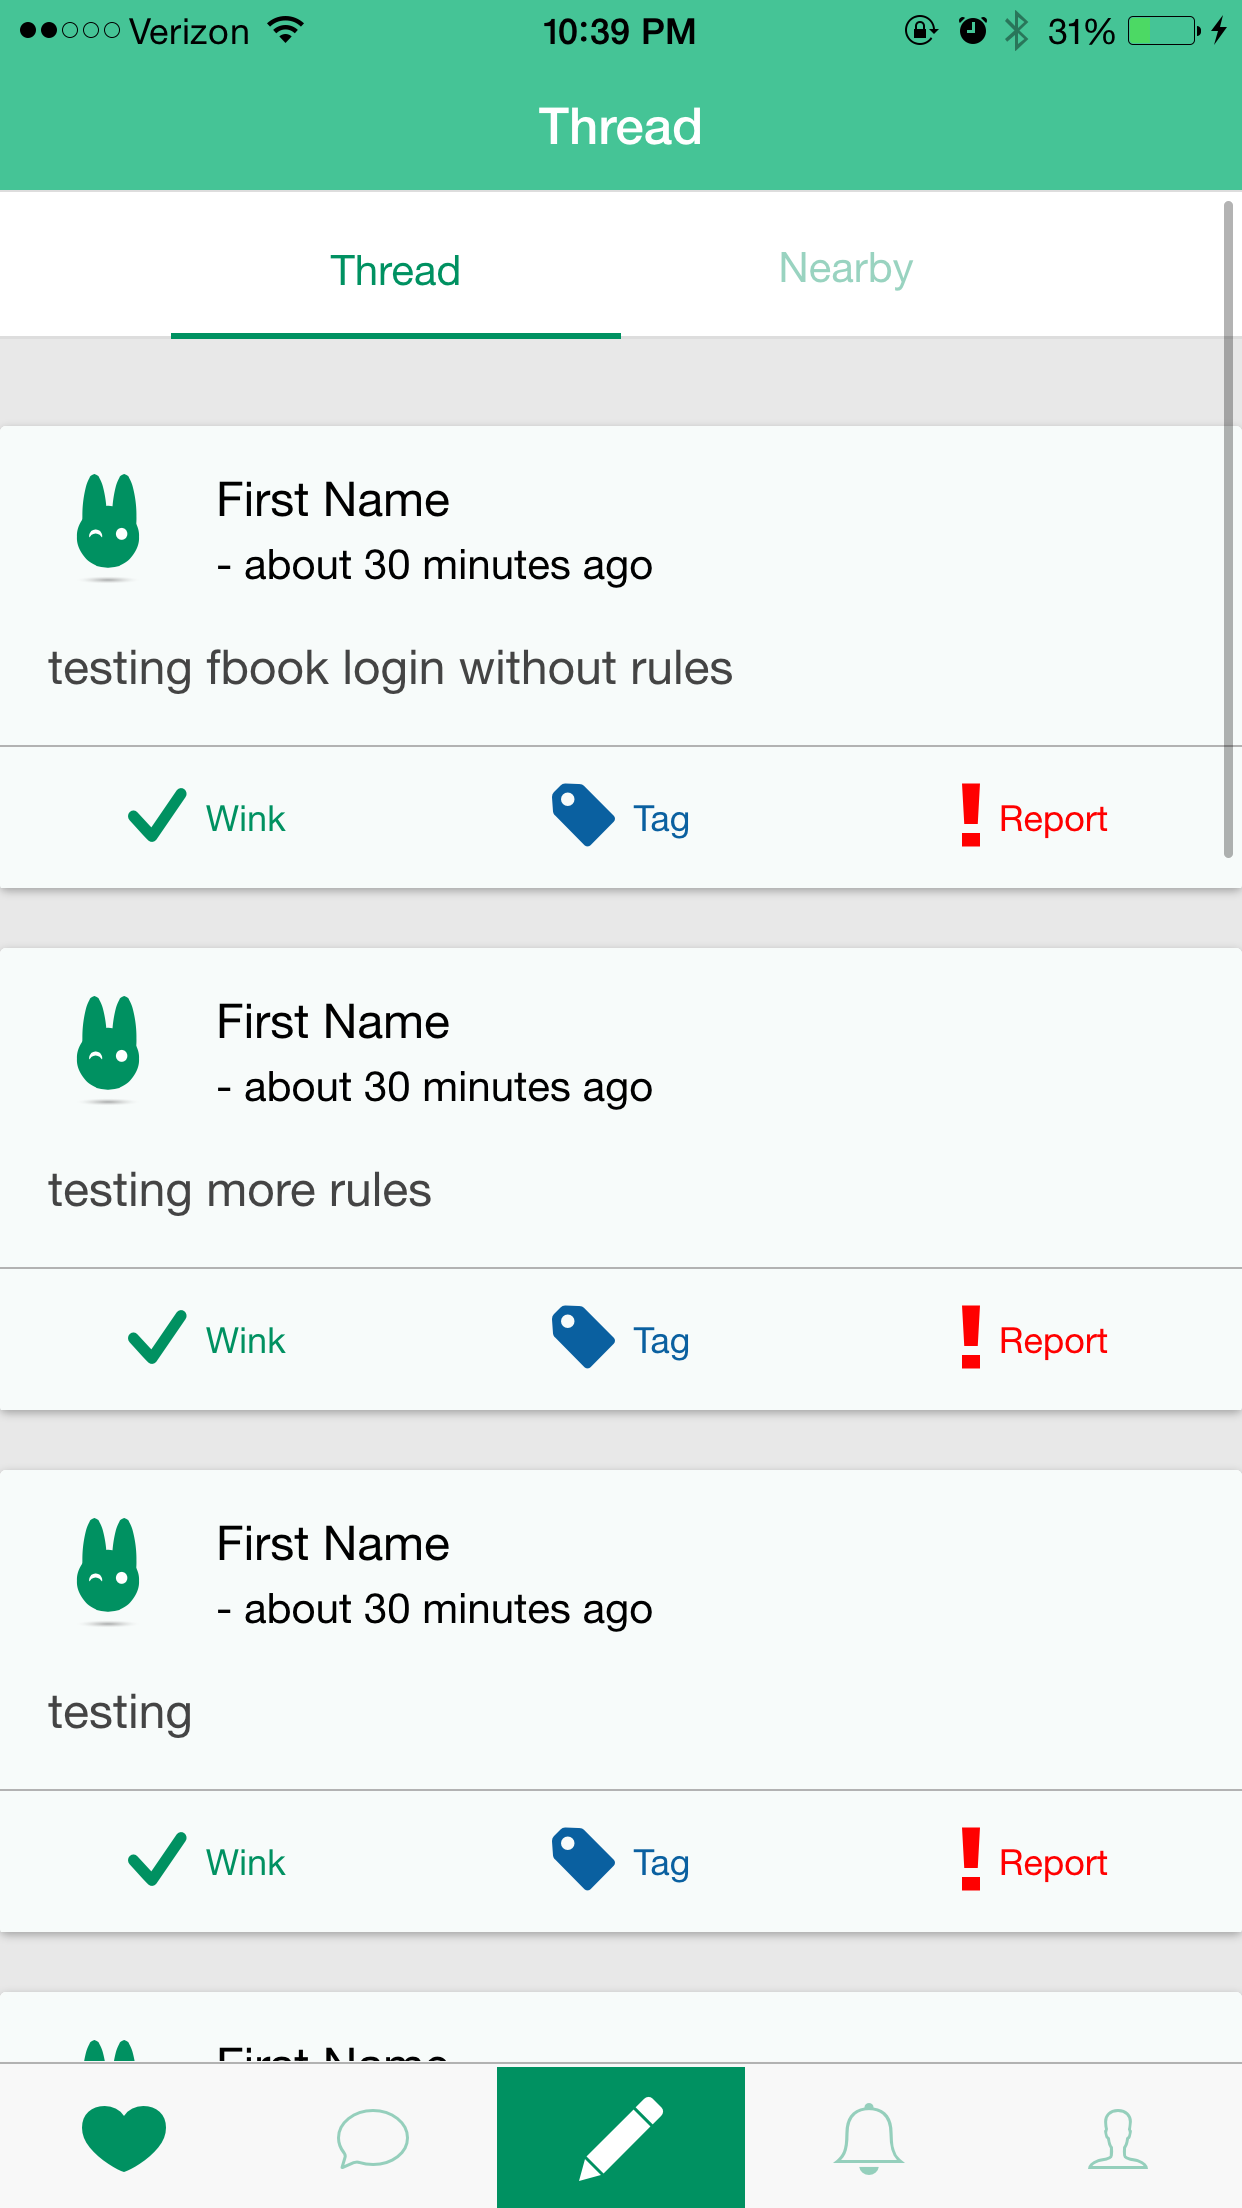 Verizon 10:39 PM 31%
Thread
Thread Nearby
First Name
- about 30 minutes ago
testing fbook login without rules
Wink Tag Report
First Name
- about 30 minutes ago
testing more rules
Wink Tag Report
First Name
- about 30 minutes ago
testing
Wink Tag Report
First Name